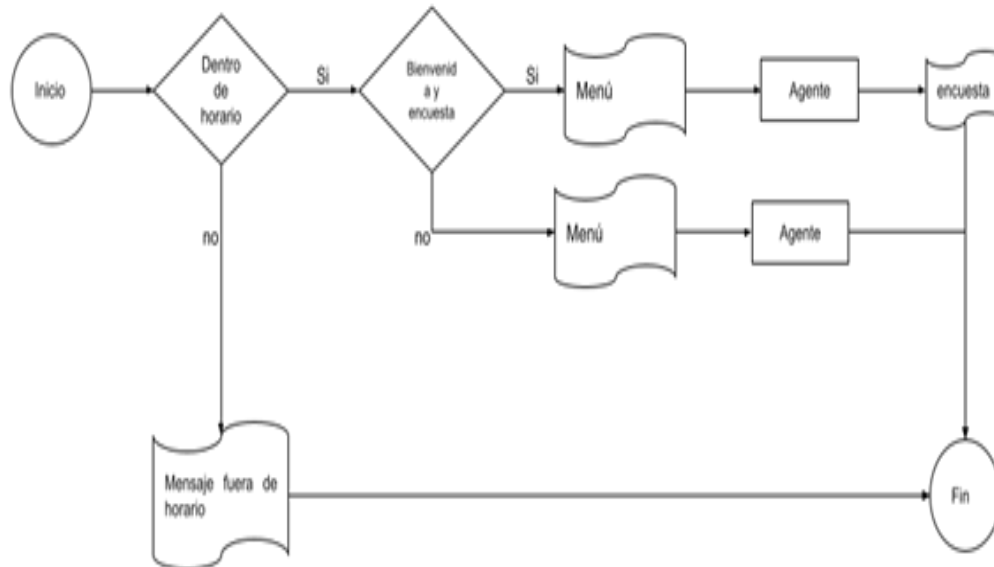 Inicio
Dentro
de
horario
Si
Bienvenid
a y
encuesta
Si
Menú
Agente
encuesta
no
no
Menú
Agente
Mensaje fuera de
horario
Fin